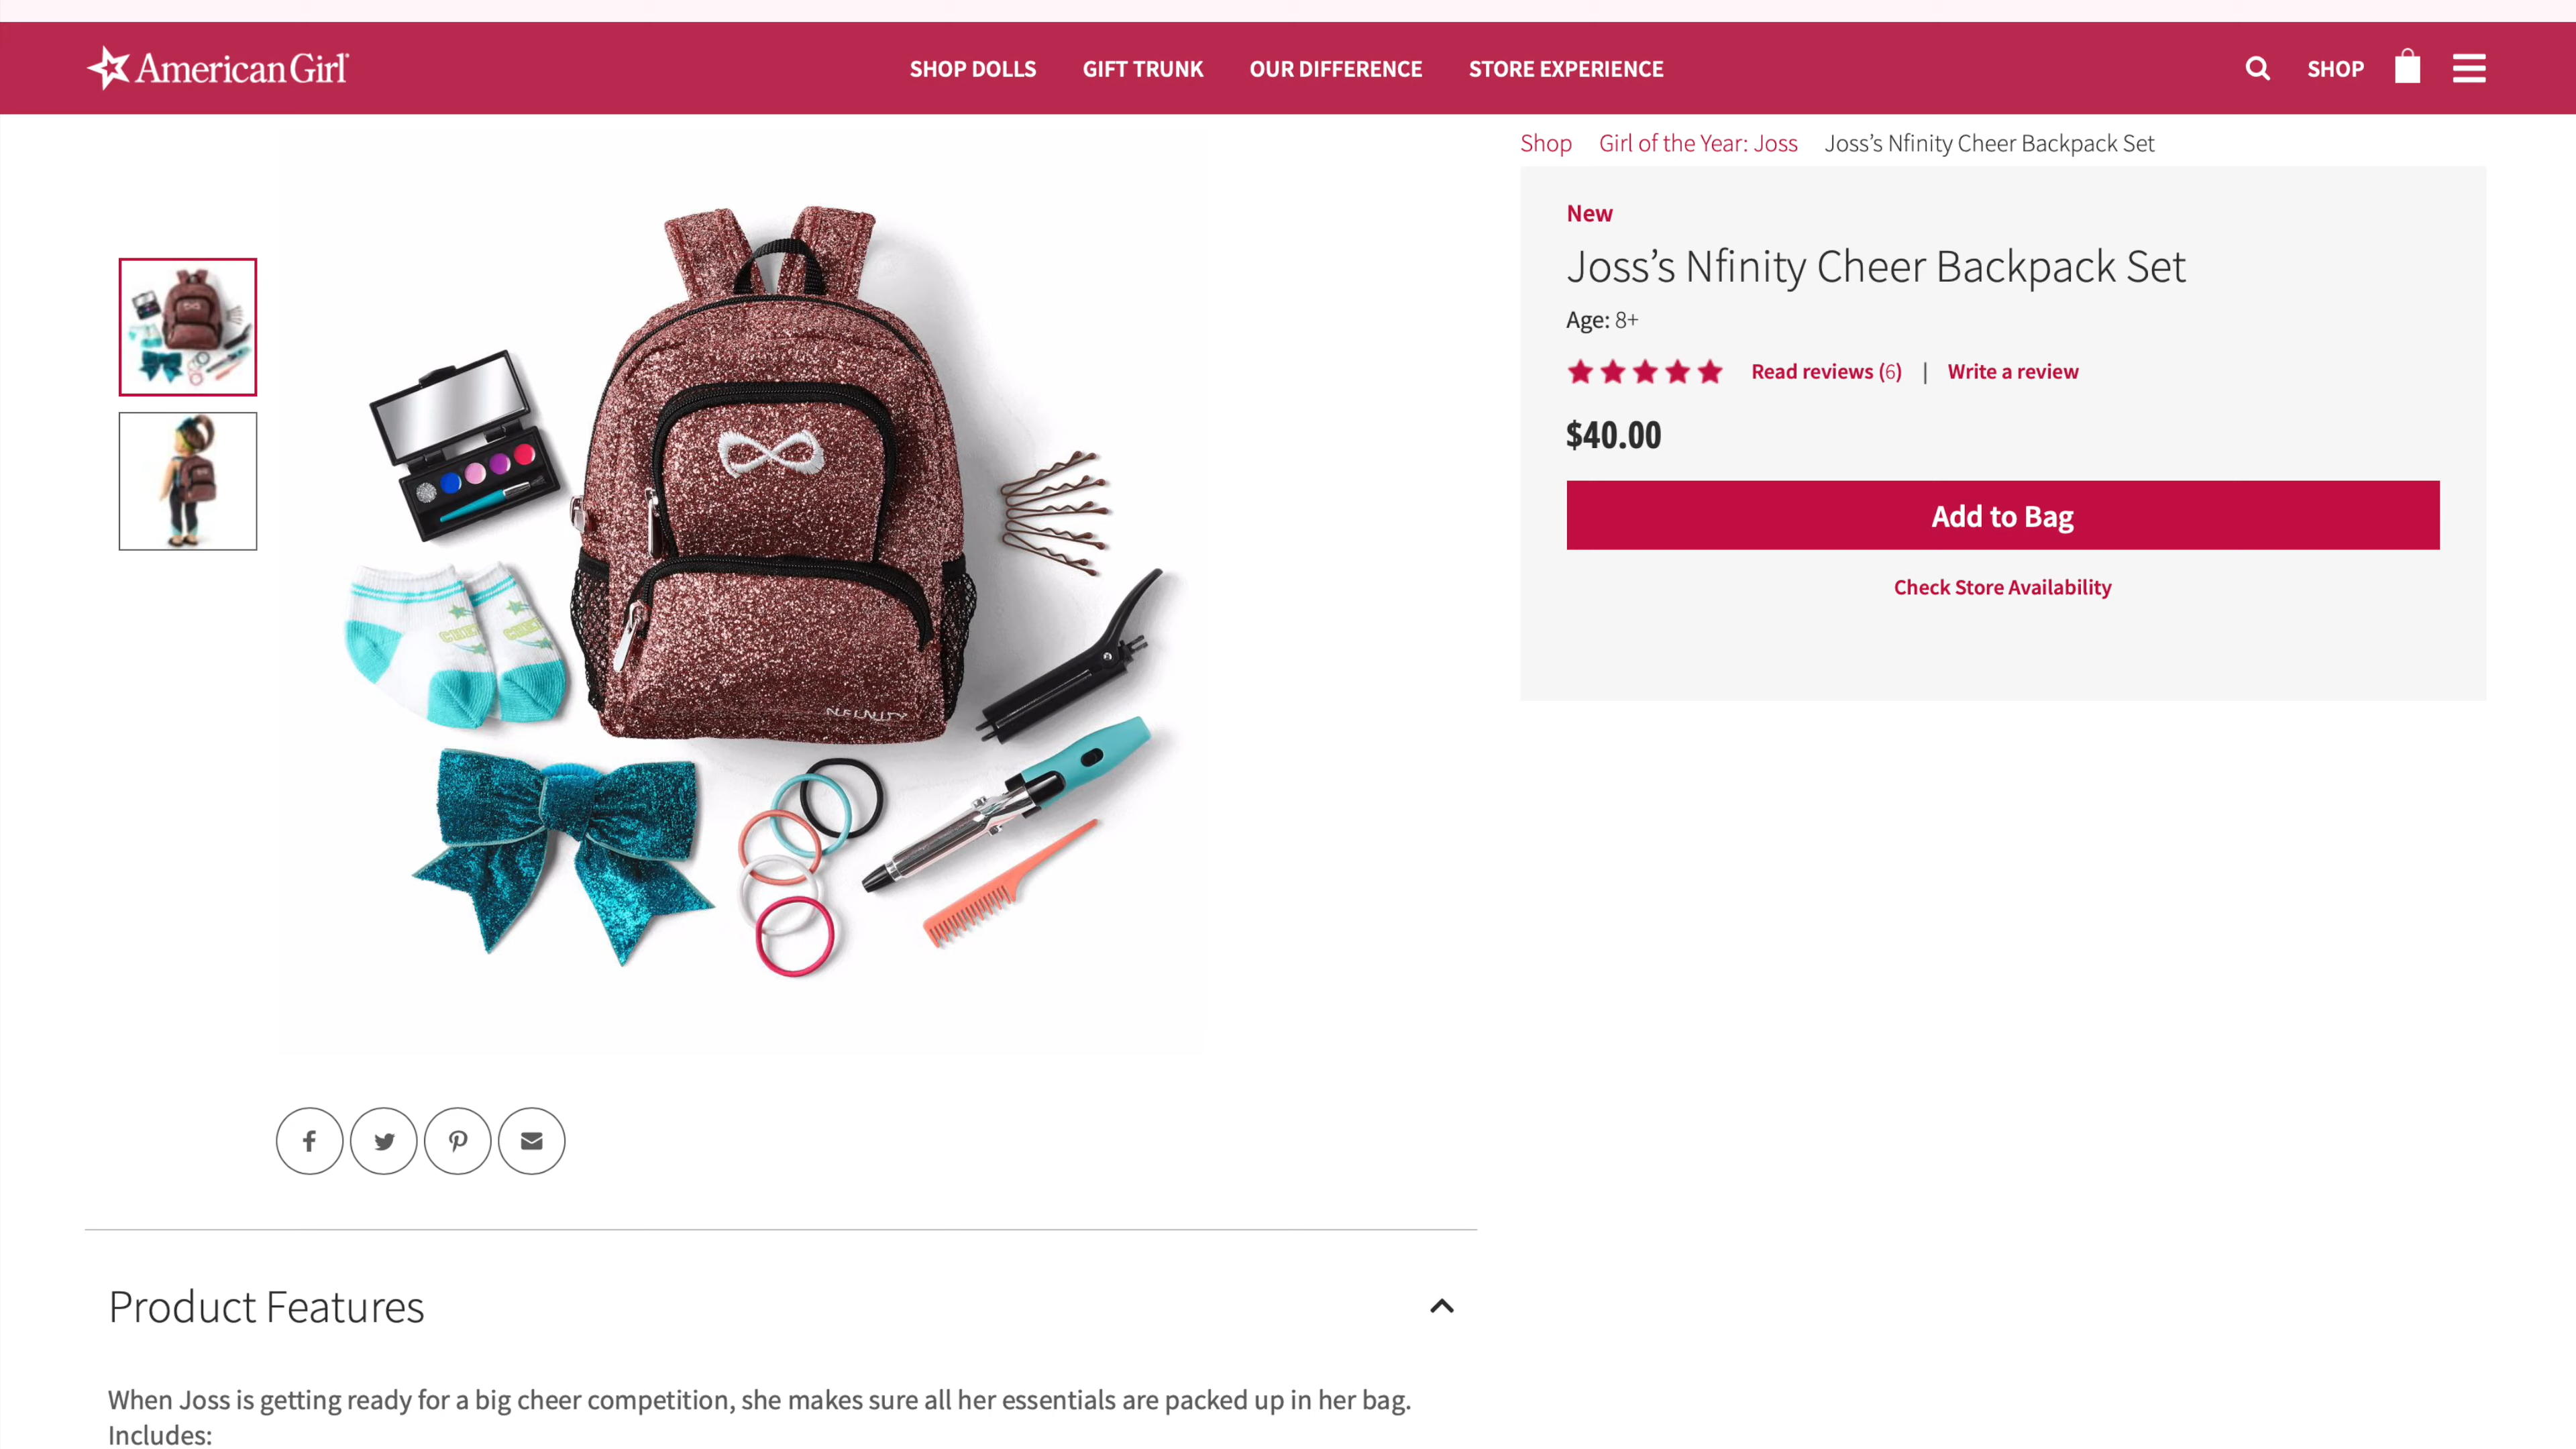 American Girl
SHOP DOLLS GIFT TRUNK OUR DIFFERENCE STORE EXPERIENCE
SHOP
Shop Girl of the Year: Joss Joss’s Nfinity Cheer Backpack Set
New
Joss’s Nfinity Cheer Backpack Set
Age: 8+
Read reviews (6) | Write a review
$40.00
Add to Bag
Check Store Availability
NFINITY
Product Features
When Joss is getting ready for a big cheer competition, she makes sure all her essentials are packed up in her bag.
Includes: